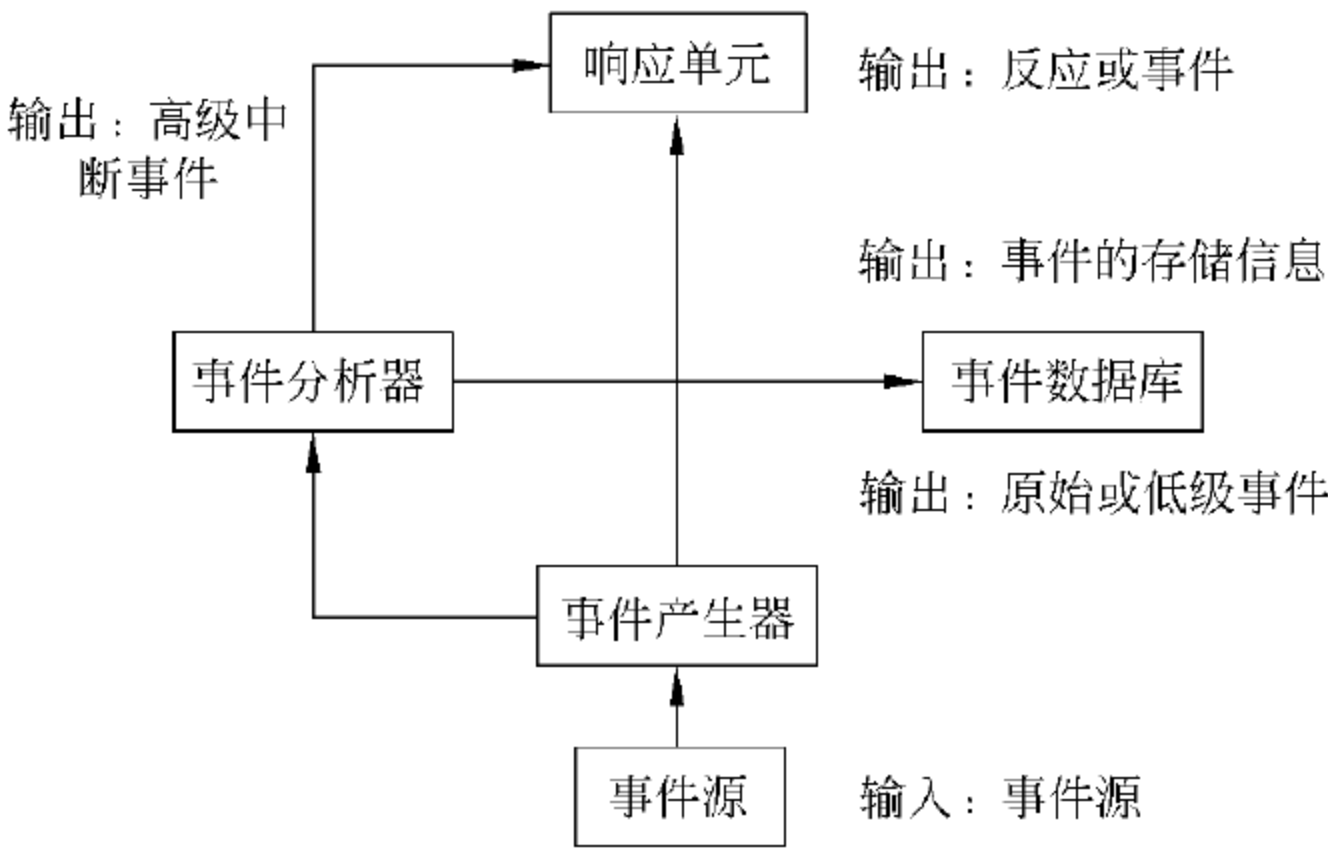 响应单元
输出：反应或事件
输出：高级中
断事件
输出：事件的存储信息
事件分析器
事件数据库
输出：原始或低级事件
事件产生器
事件源
输入：事件源